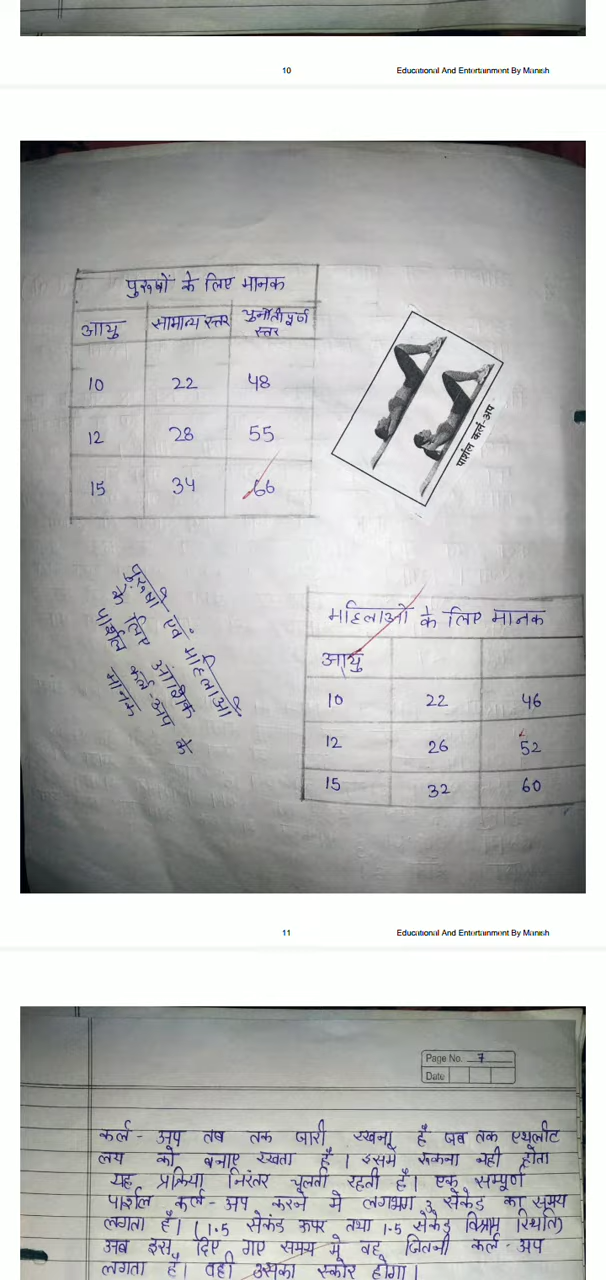 10 Educational And Entertainment By Manish
पुरुषों के लिए मानक
आयु सामान्य स्तर चुनौतीपूर्ण स्तर
10 22 48
12 28 55
15 34 66
पार्शल कर्ल-अप
पुरुषों एवं महिलाओं
के लिए आंशिक
पार्शल कर्ल-अप के
मानक
महिलाओं के लिए मानक
आयु
10 22 46
12 26 52
15 32 60
11 Educational And Entertainment By Manish
Page No. 7
Date
कर्ल - अप तब तक जारी रखना है जब तक एथलीट
लय को बनाए रखता है । इसमें रुकना नही होता
यह प्रक्रिया निरंतर चलती रहती है । एक सम्पूर्ण
पार्शल कर्ल - अप करने मे लगभग 3 सेकेंड का समय
लगता है । (1.5 सेकंड ऊपर तथा 1.5 सेकेंड विश्राम स्थिति)
अब इस दिए गए समय मे वह जितनी कर्ल - अप
लगता है । वही उसका स्कोर होगा ।